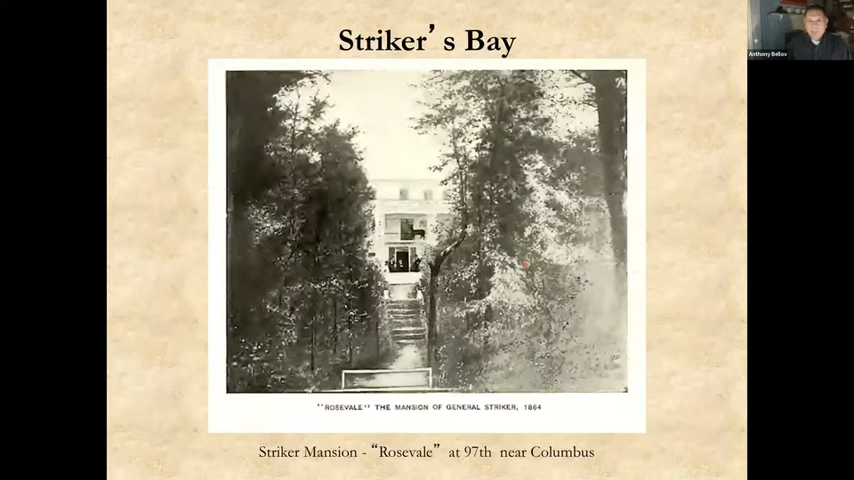 Striker's Bay
Anthony Bellov
"ROSEVALE" THE MANSION OF GENERAL STRIKER, 1864
Striker Mansion - “Rosevale” at 97th near Columbus